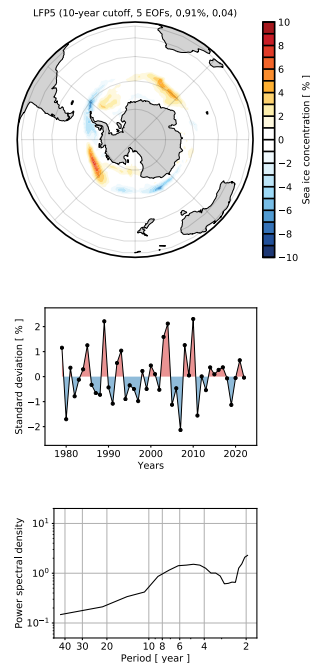 LFP5 (10-year cutoff, 5 EOFs, 0,91%, 0,04)
10
8
6
4
2
0
−2
−4
−6
−8
−10
Sea ice concentration [ % ]
2
1
0
−1
−2
Standard deviation [ % ]
1980 1990 2000 2010 2020
Years
10¹
10⁰
10⁻¹
Power spectral density
40 30 20 10 8 6 4 2
Period [ year ]